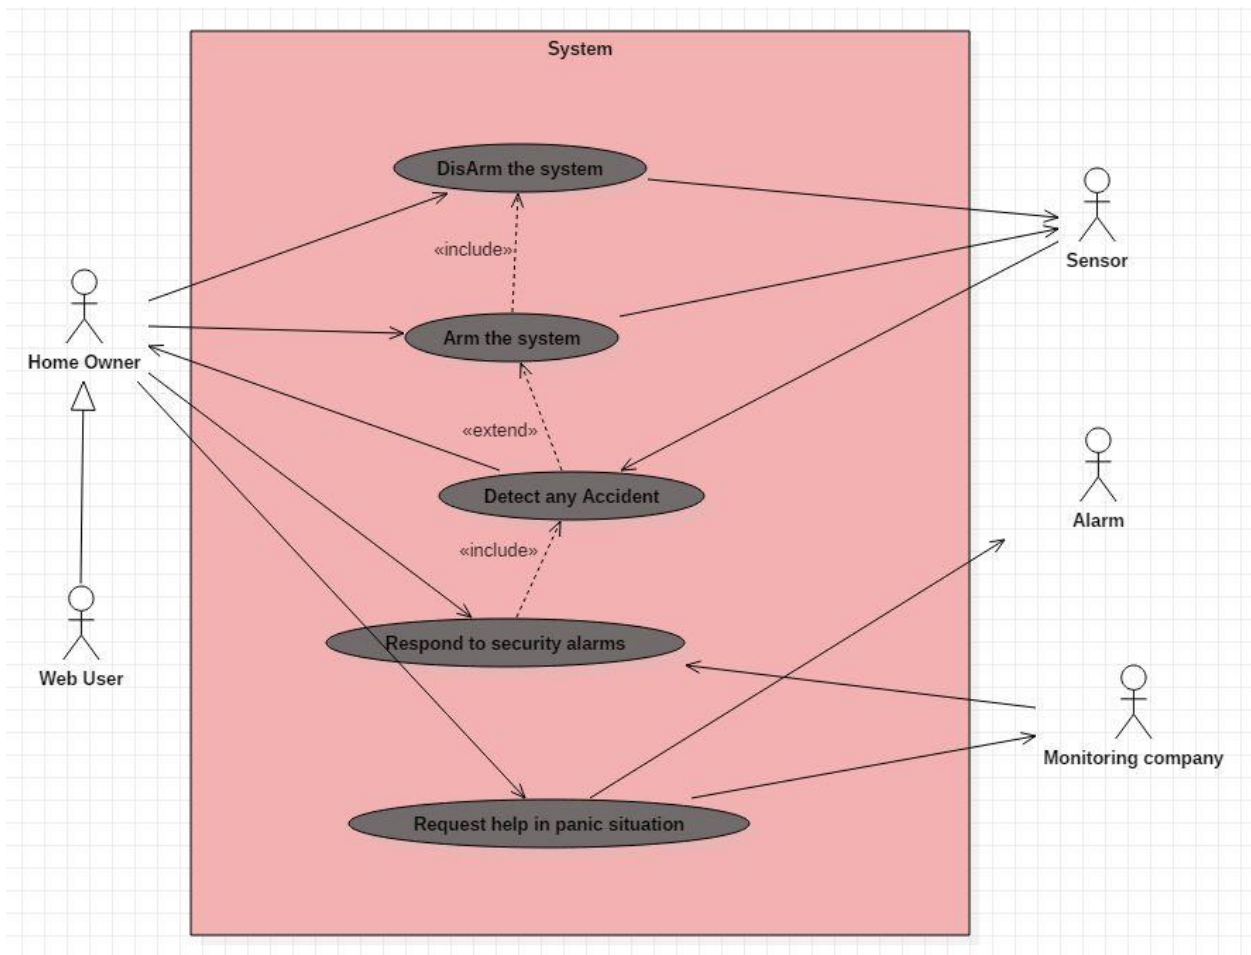 System
DisArm the system
«include»
Sensor
Home Owner
Arm the system
«extend»
Detect any Accident
Alarm
«include»
Respond to security alarms
Web User
Monitoring company
Request help in panic situation